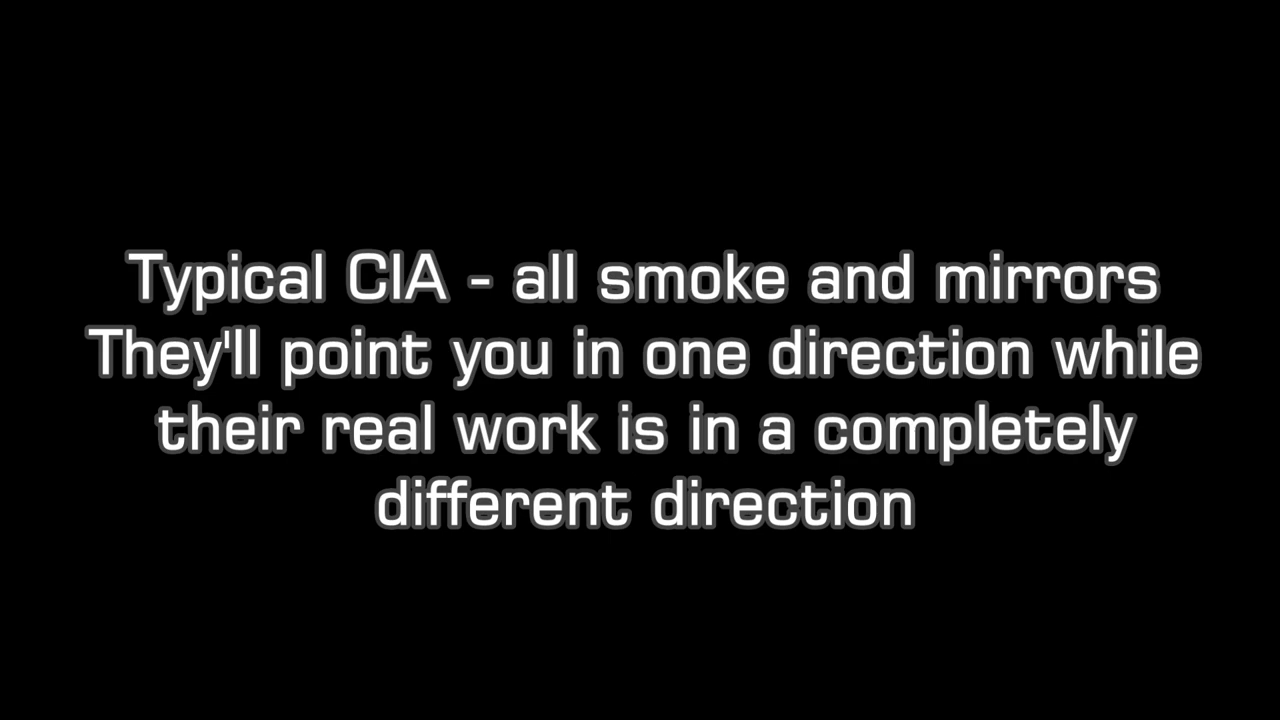 Typical CIA - all smoke and mirrors
They'll point you in one direction while
their real work is in a completely
different direction